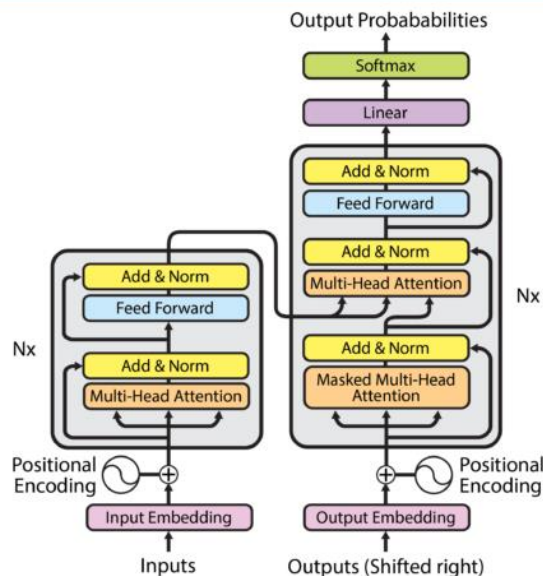 Output Probabilities
Softmax
Linear
Add & Norm
Feed Forward
Add & Norm
Multi-Head Attention
Add & Norm
Masked Multi-Head
Attention
Nx
Add & Norm
Feed Forward
Add & Norm
Multi-Head Attention
Nx
Positional
Encoding
Positional
Encoding
Input Embedding
Output Embedding
Inputs
Outputs (Shifted right)